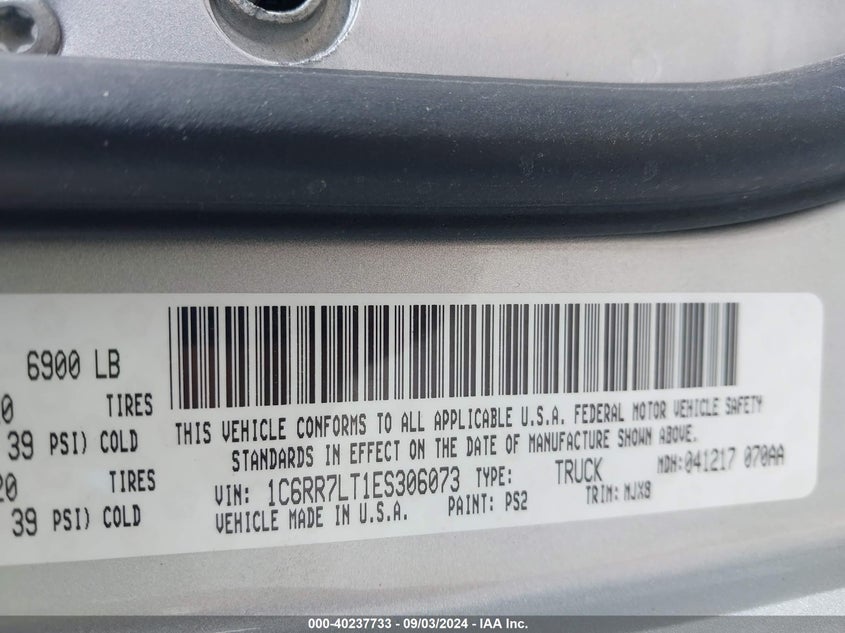 6900 LB
0 TIRES
39 PSI) COLD
20 TIRES
39 PSI) COLD
THIS VEHICLE CONFORMS TO ALL APPLICABLE U.S.A. FEDERAL MOTOR VEHICLE SAFETY
STANDARDS IN EFFECT ON THE DATE OF MANUFACTURE SHOWN ABOVE.
VIN: 1C6RR7LT1ES306073 TYPE: TRUCK MDH: 041217 070AA
VEHICLE MADE IN U.S.A. PAINT: PS2 TRIM: MJX8
000-40237733 - 09/03/2024 - IAA Inc.